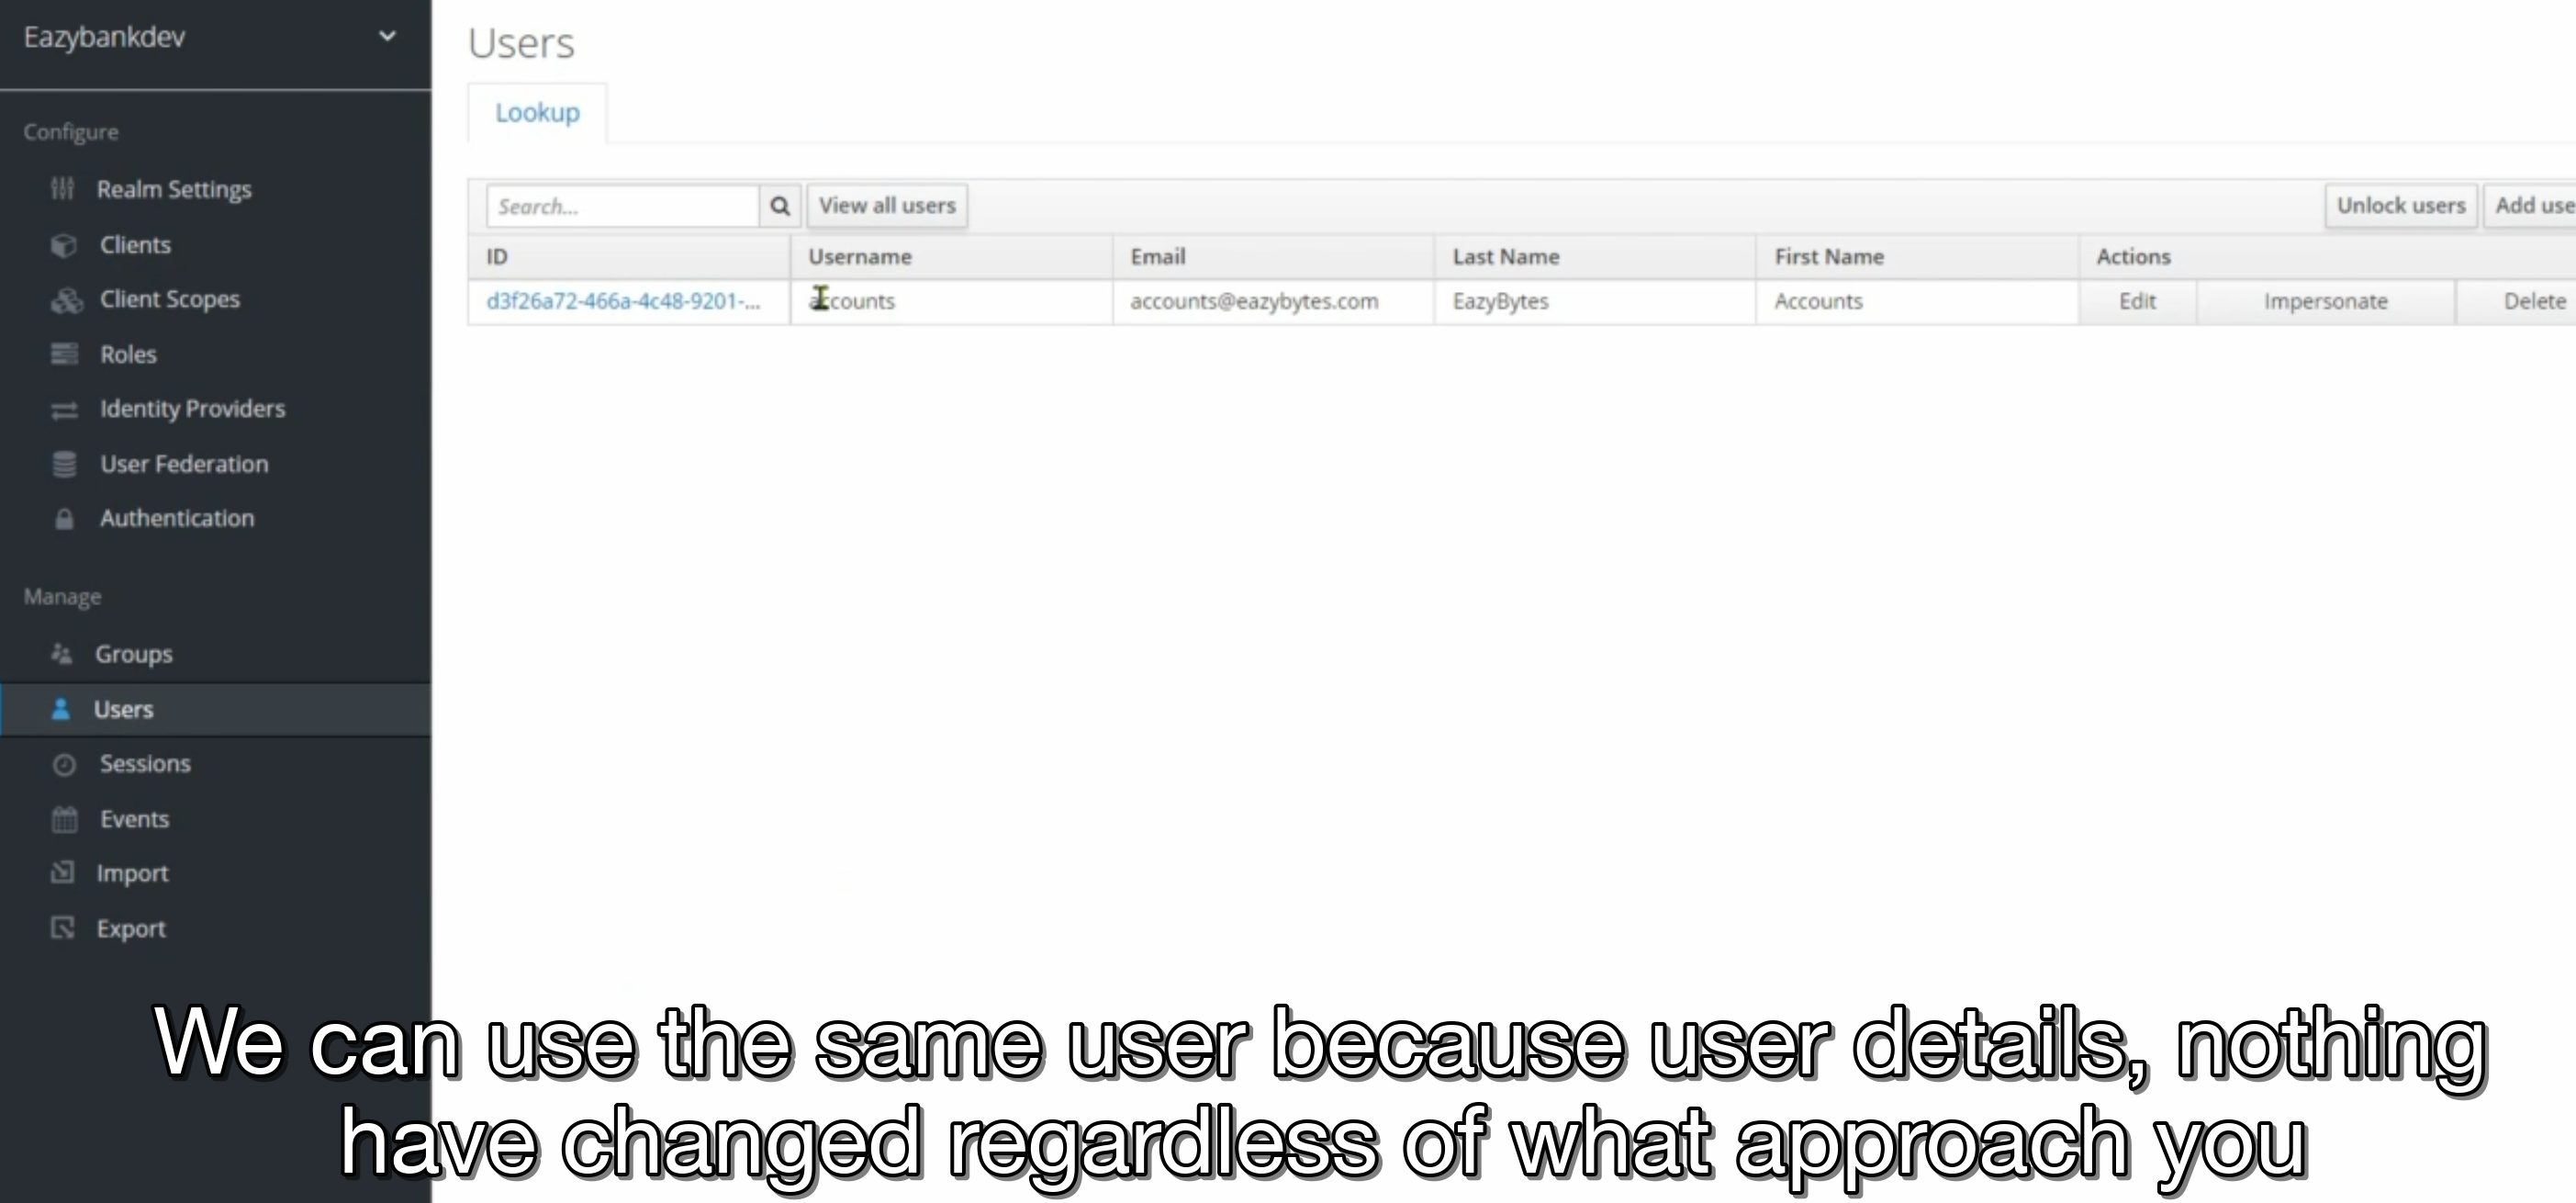 Eazybankdev
Configure
Realm Settings
Clients
Client Scopes
Roles
Identity Providers
User Federation
Authentication
Manage
Groups
Users
Sessions
Events
Import
Export
Users
Lookup
Search... View all users Unlock users Add use
ID Username Email Last Name First Name Actions
d3f26a72-466a-4c48-9201-... accounts accounts@eazybytes.com EazyBytes Accounts Edit Impersonate Delete
We can use the same user because user details, nothing
have changed regardless of what approach you